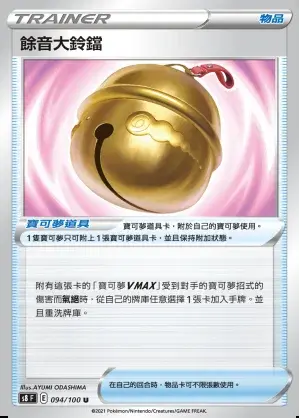 TRAINER 物品
餘音大鈴鐺
寶可夢道具 寶可夢道具卡，附於自己的寶可夢使用。
1隻寶可夢只可附上1張寶可夢道具卡，並且保持附加狀態。
附有這張卡的「寶可夢VMAX」受到對手的寶可夢招式的
傷害而氣絕時，從自己的牌庫任意選擇1張卡加入手牌。並
且重洗牌庫。
Illus.AYUMI ODASHIMA
S8 F E 094/100 U
在自己的回合時，物品卡可不限張數使用。
©2021 Pokémon/Nintendo/Creatures/GAME FREAK.